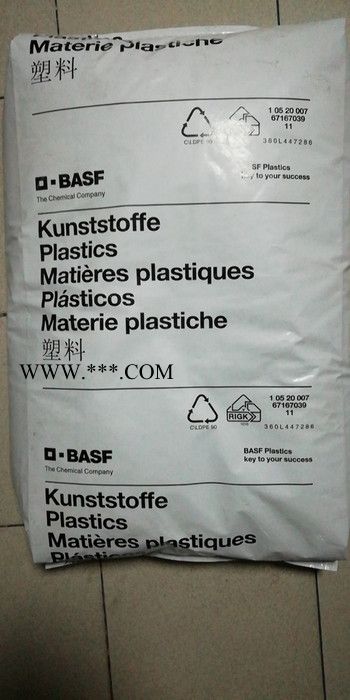 Materie plastiche
塑料
C\LDPE 90
1 05 20 007
67167039
11
360L447286
BASF
The Chemical Company
SF Plastics
key to your success
Kunststoffe
Plastics
Matières plastiques
Plásticos
Materie plastiche
塑料
WWW.***.COM
C\LDPE 90
RIGK
1 05 20 007
67167039
11
360L447286
BASF
The Chemical Company
BASF Plastics
key to your success
Kunststoffe
Plastics
Matières plastiques
Plásticos